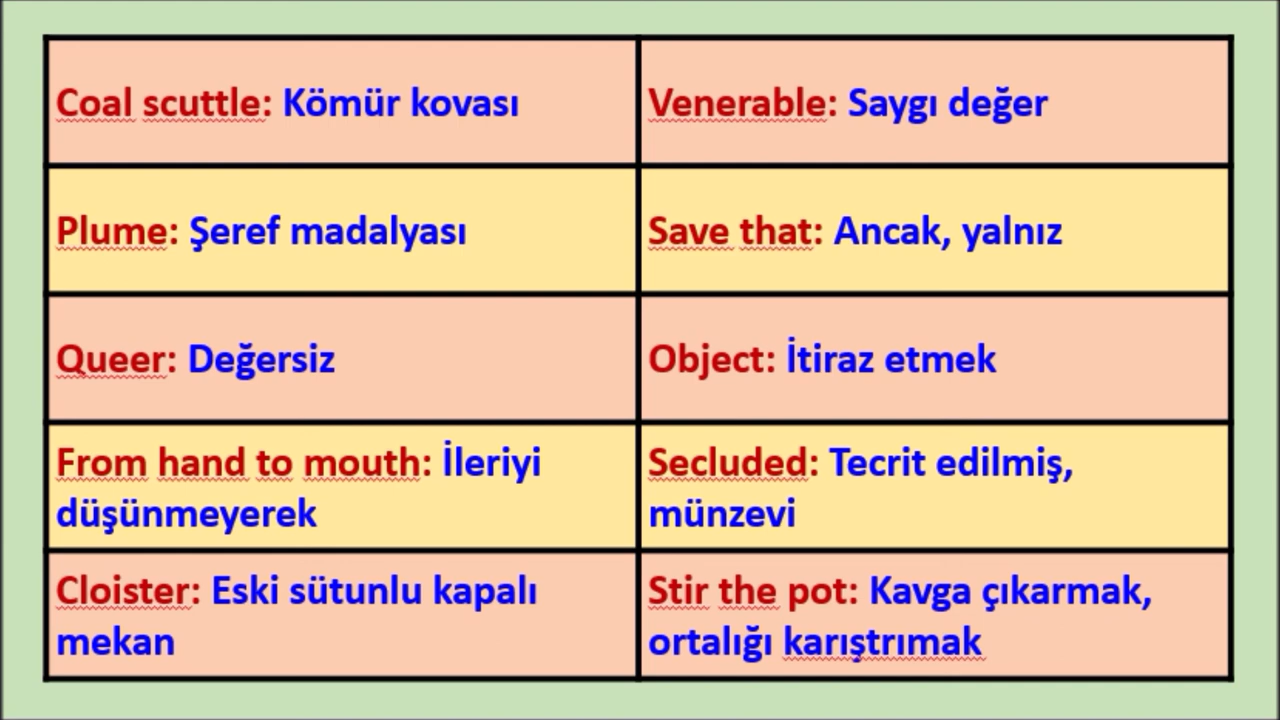 Coal scuttle: Kömür kovası
Venerable: Saygı değer
Plume: Şeref madalyası
Save that: Ancak, yalnız
Queer: Değersiz
Object: İtiraz etmek
From hand to mouth: İleriyi
düşünmeyerek
Secluded: Tecrit edilmiş,
münzevi
Cloister: Eski sütunlu kapalı
mekan
Stir the pot: Kavga çıkarmak,
ortalığı karıştrımak